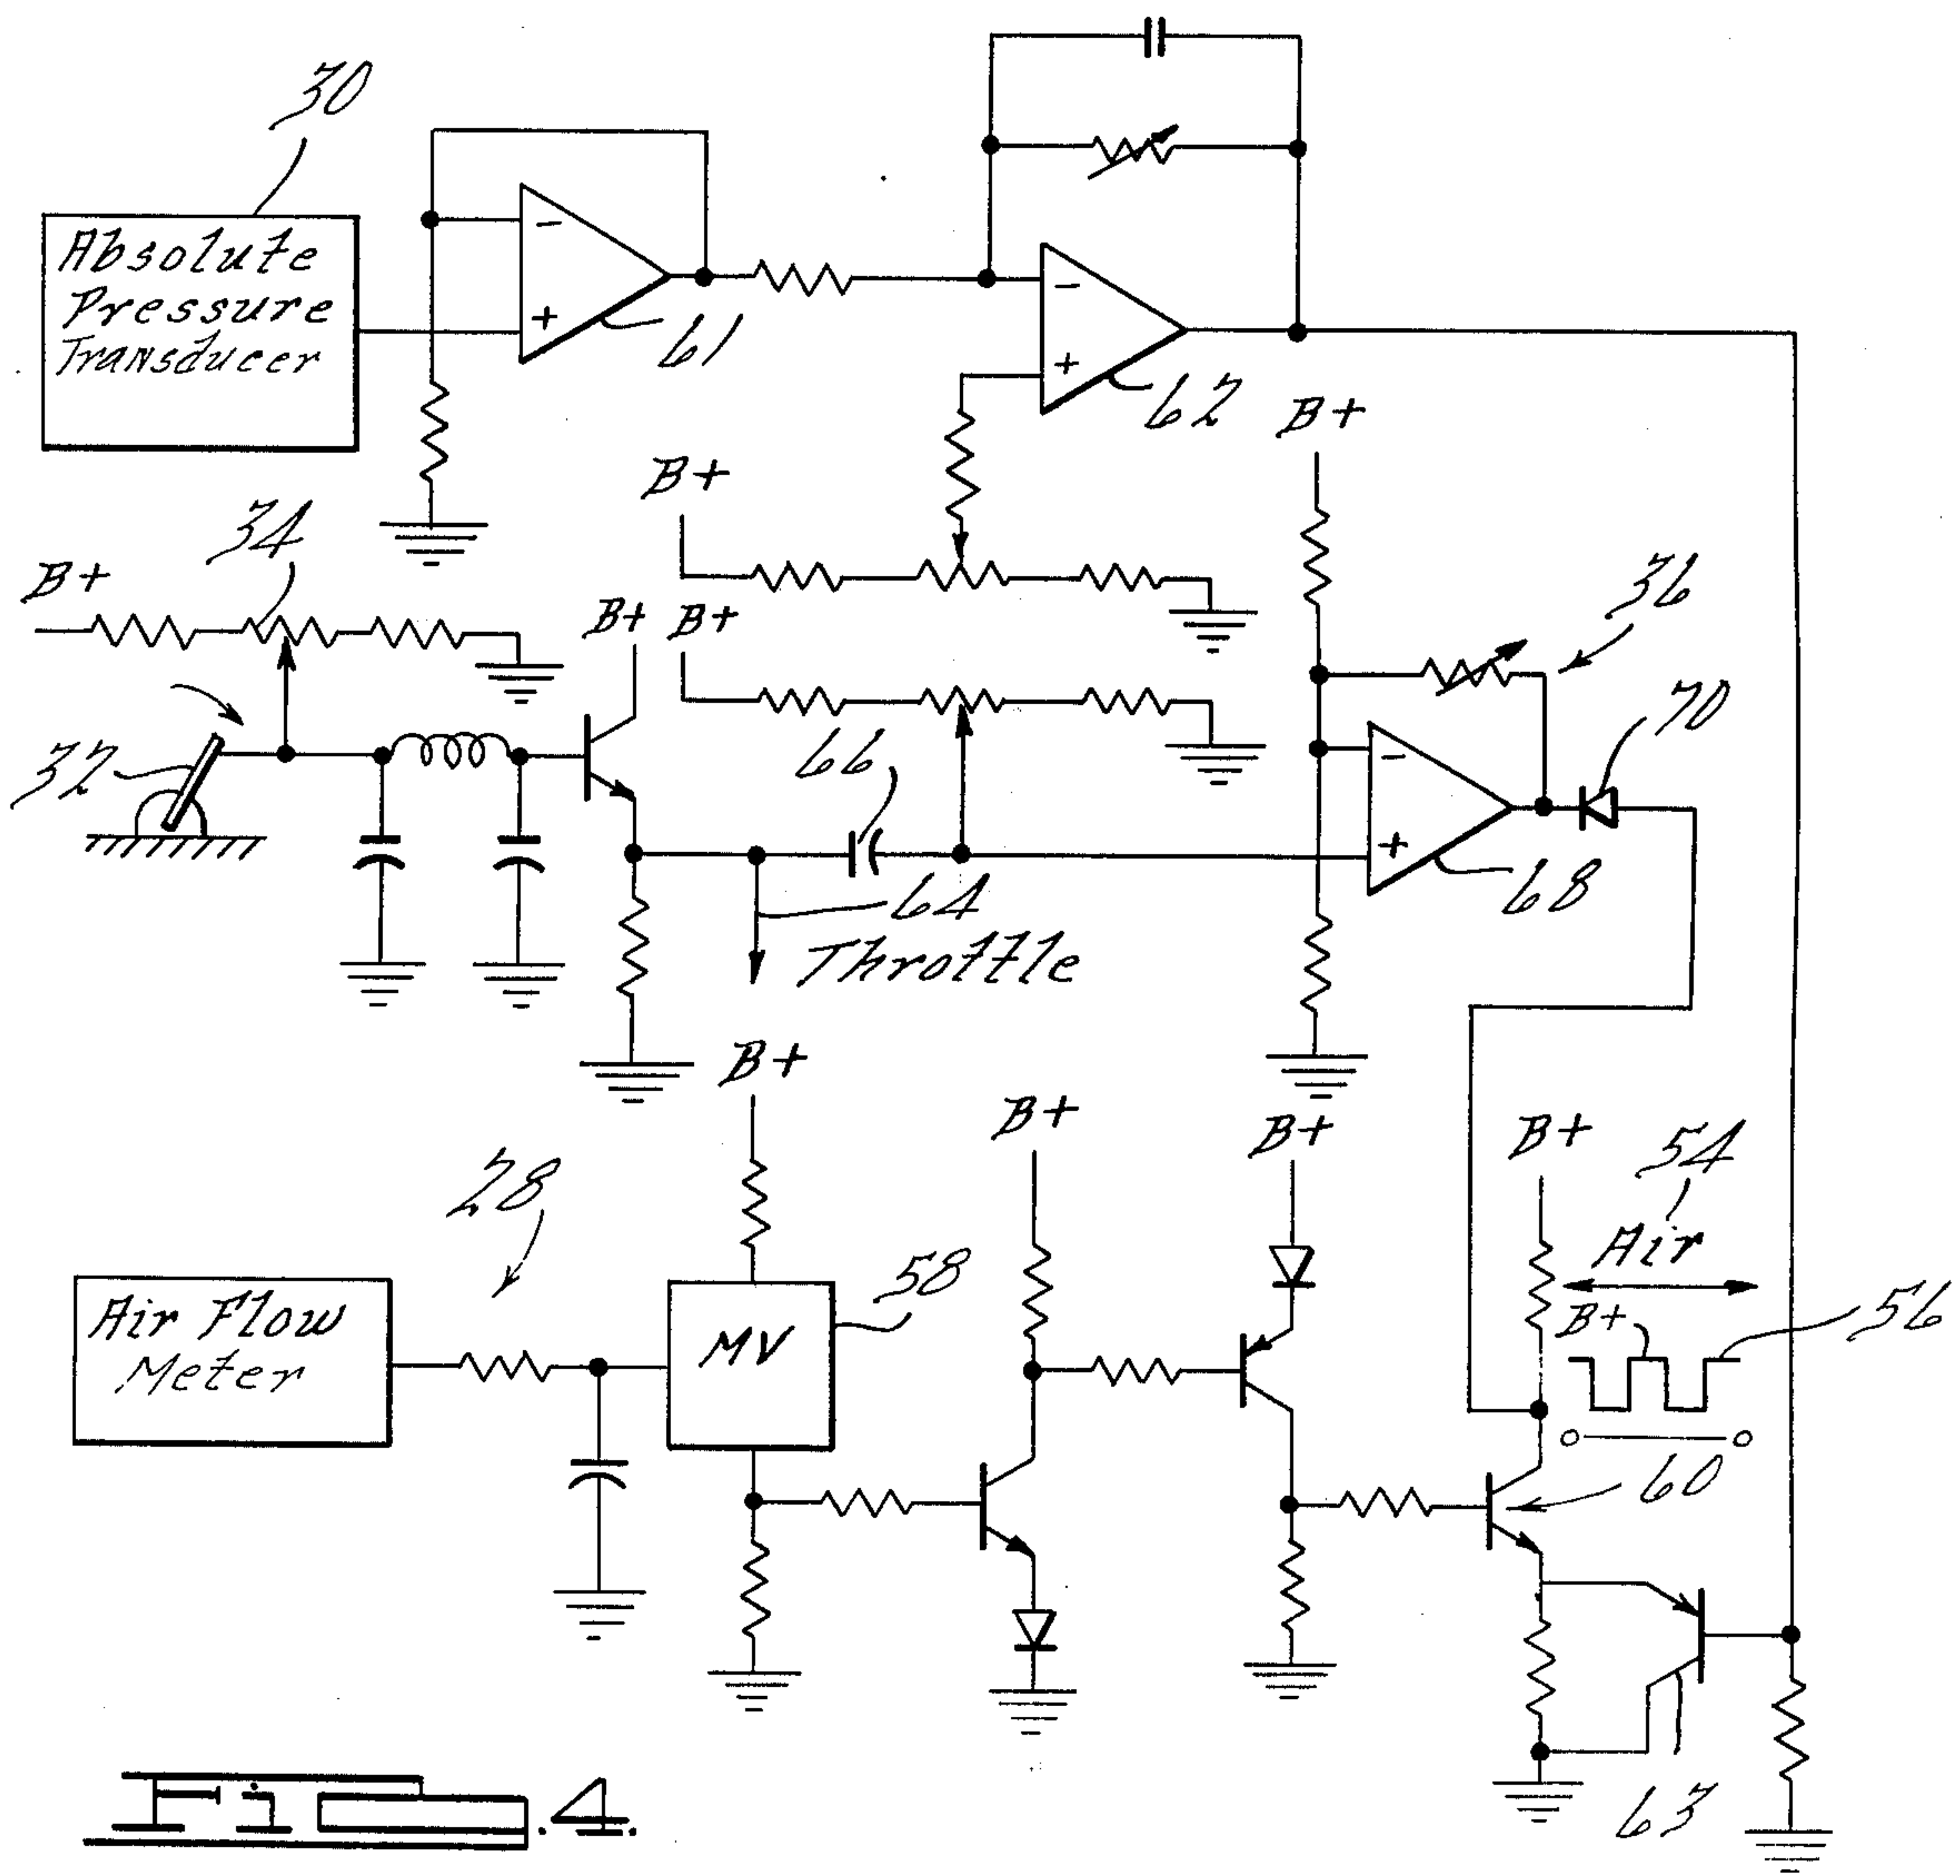 30
Absolute
Pressure
Transducer
-
+
61
-
+
62
B+
B+
34
B+
B+
B+
36
70
32
66
-
+
68
64
Throttle
B+
B+
B+
B+
54
Air
28
58
B+
56
Air Flow
Meter
MV
60
63
Fig. 4.